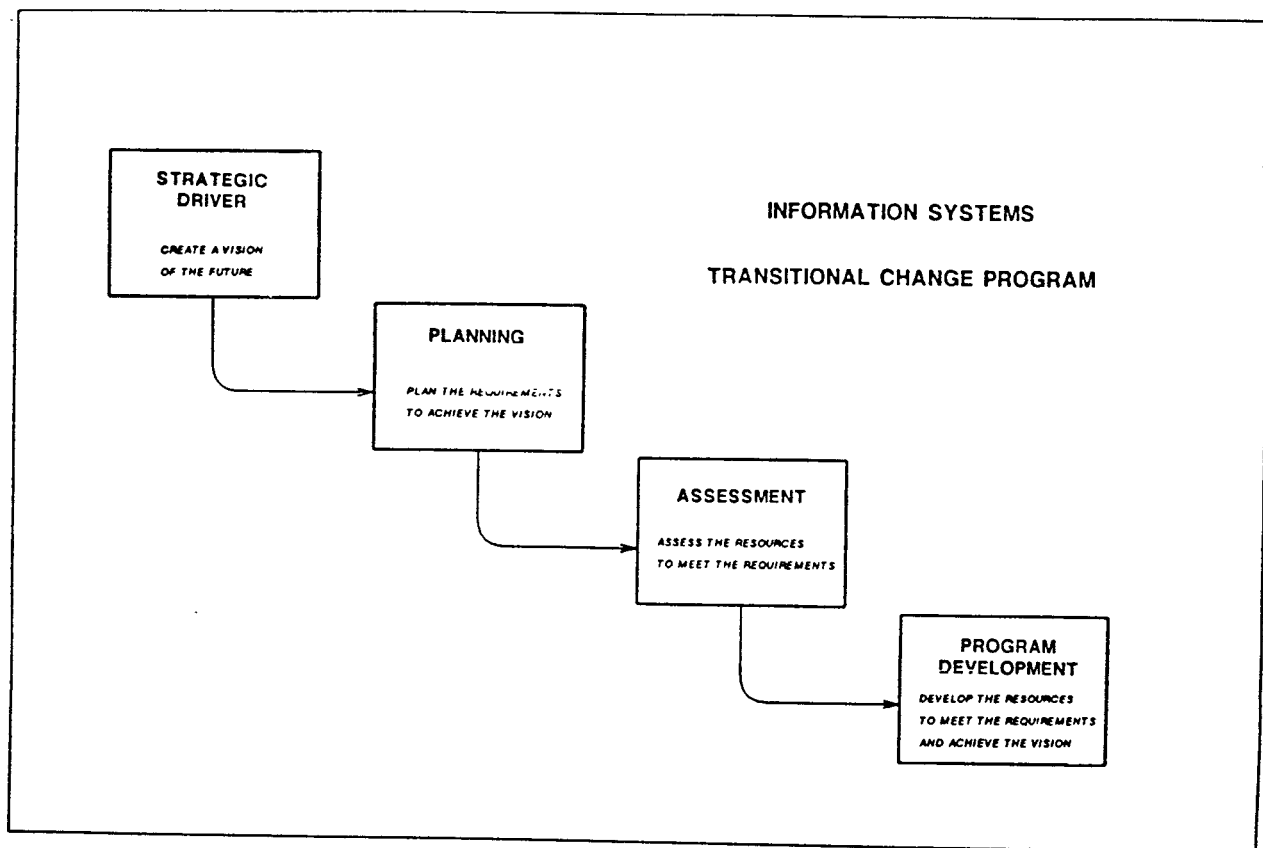 STRATEGIC
DRIVER
CREATE A VISION
OF THE FUTURE
INFORMATION SYSTEMS
TRANSITIONAL CHANGE PROGRAM
PLANNING
PLAN THE REQUIREMENTS
TO ACHIEVE THE VISION
ASSESSMENT
ASSESS THE RESOURCES
TO MEET THE REQUIREMENTS
PROGRAM
DEVELOPMENT
DEVELOP THE RESOURCES
TO MEET THE REQUIREMENTS
AND ACHIEVE THE VISION